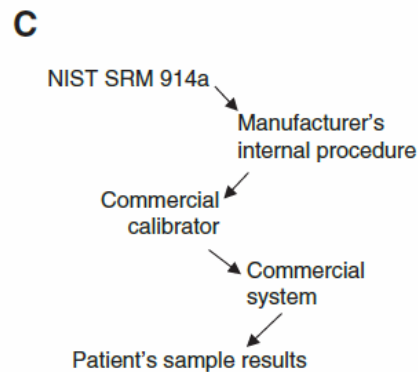 C
NIST SRM 914a
Manufacturer's
internal procedure
Commercial
calibrator
Commercial
system
Patient's sample results